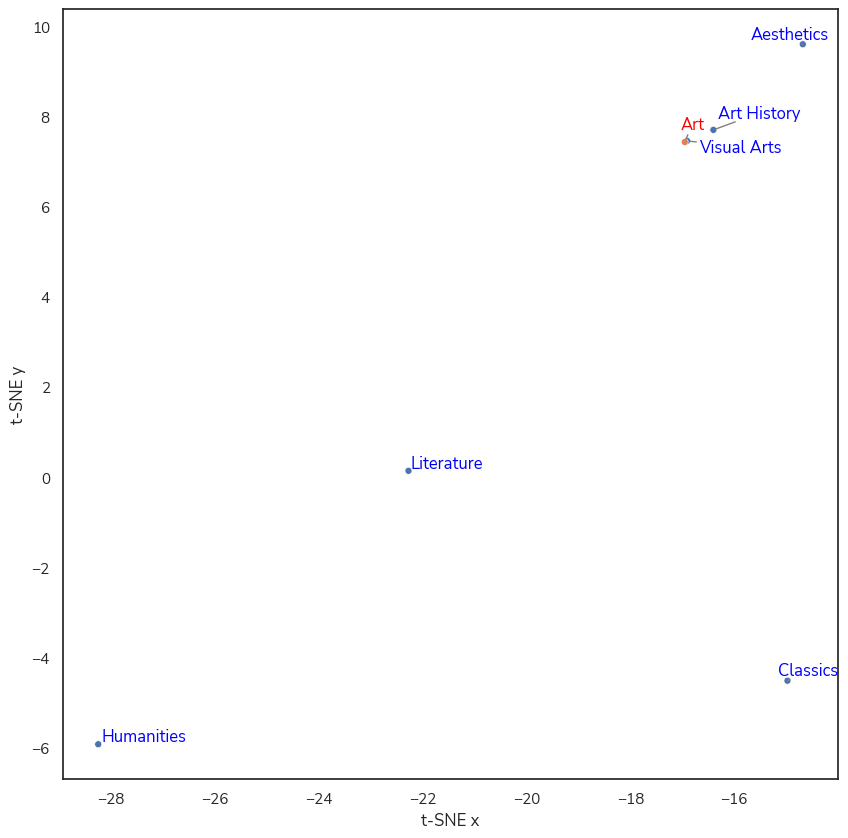 10
Aesthetics
8
Art History
Art
Visual Arts
6
4
2
t-SNE y
Literature
0
−2
−4
Classics
Humanities
−6
−28 −26 −24 −22 −20 −18 −16
t-SNE x